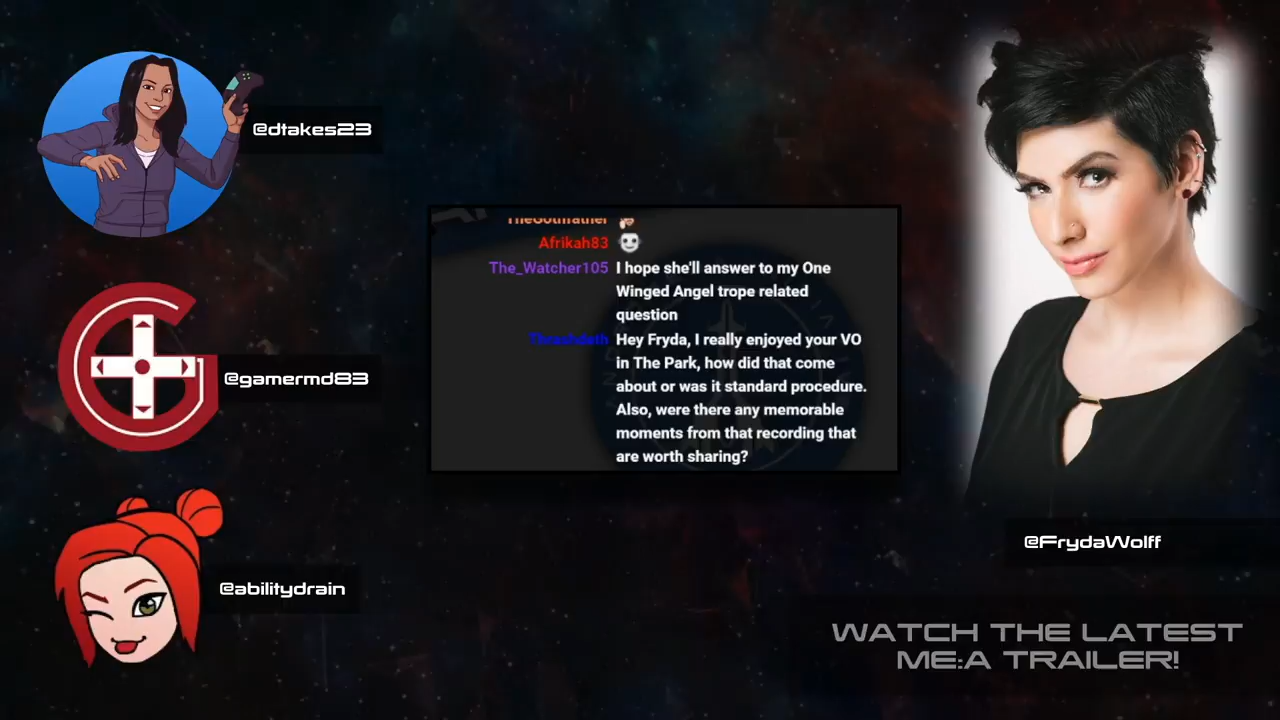 @dtakes23
@gamermd83
@abilitydrain
TheGothfather
Afrikah83
The_Watcher105 I hope she'll answer to my One
Winged Angel trope related
question
Thrashdeth Hey Fryda, I really enjoyed your VO
in The Park, how did that come
about or was it standard procedure.
Also, were there any memorable
moments from that recording that
are worth sharing?
@FrydaWolff
WATCH THE LATEST
ME:A TRAILER!